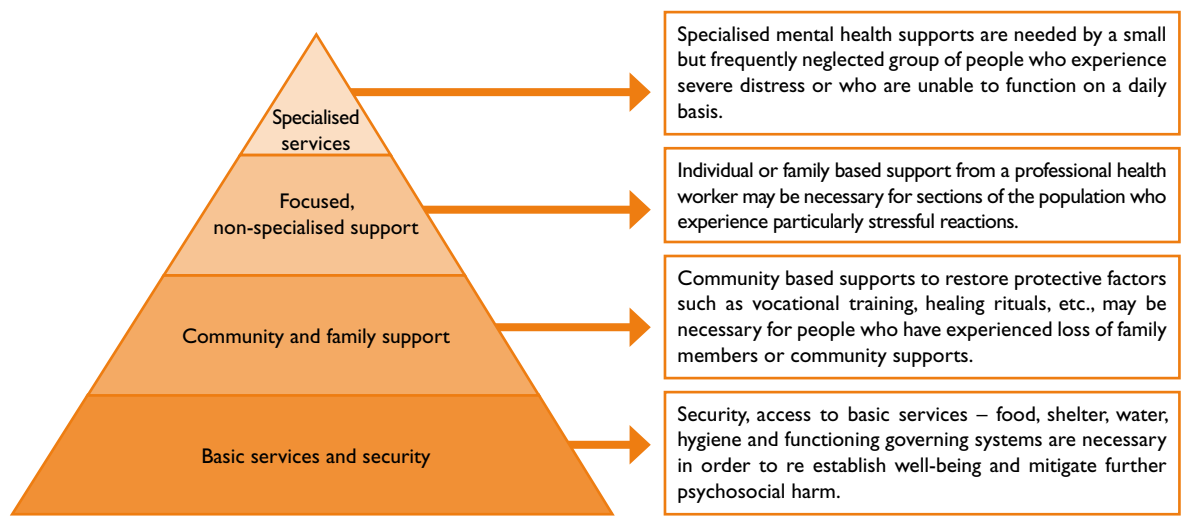 Specialised
services
Specialised mental health supports are needed by a small
but frequently neglected group of people who experience
severe distress or who are unable to function on a daily
basis.
Focused,
non-specialised support
Individual or family based support from a professional health
worker may be necessary for sections of the population who
experience particularly stressful reactions.
Community and family support
Community based supports to restore protective factors
such as vocational training, healing rituals, etc., may be
necessary for people who have experienced loss of family
members or community supports.
Basic services and security
Security, access to basic services – food, shelter, water,
hygiene and functioning governing systems are necessary
in order to re establish well-being and mitigate further
psychosocial harm.